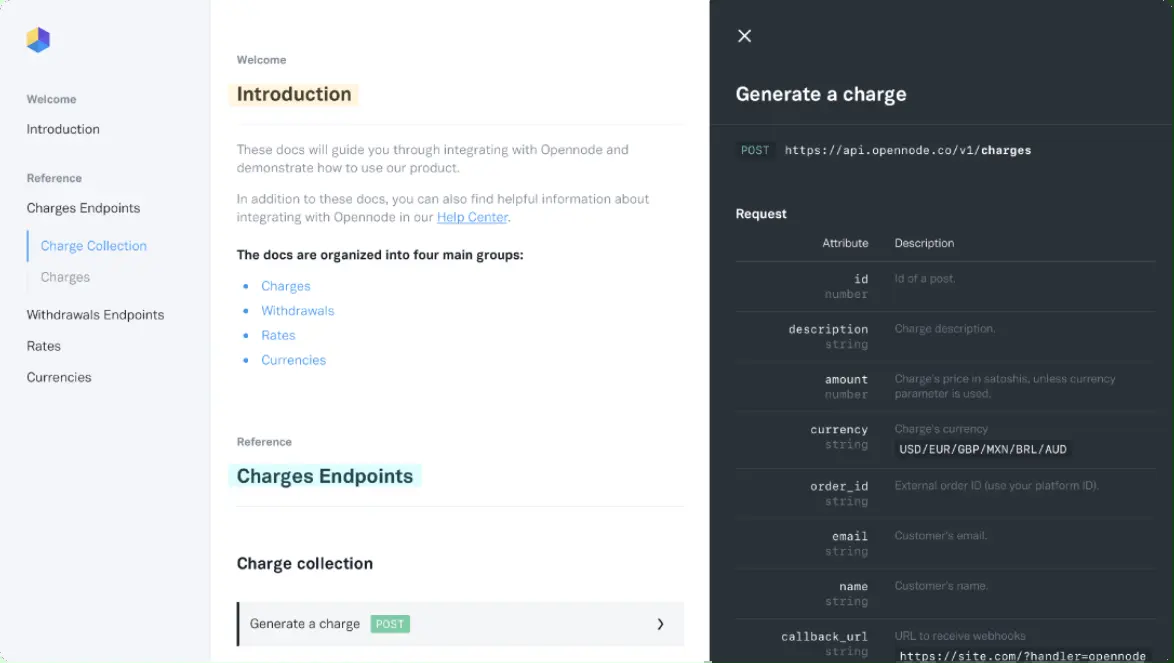 Welcome
Introduction
Reference
Charges Endpoints
Charge Collection
Charges
Withdrawals Endpoints
Rates
Currencies
Welcome
Introduction
These docs will guide you through integrating with Opennode and
demonstrate how to use our product.
In addition to these docs, you can also find helpful information about
integrating with Opennode in our Help Center.
The docs are organized into four main groups:
Charges
Withdrawals
Rates
Currencies
Reference
Charges Endpoints
Charge collection
Generate a charge POST
Generate a charge
POST https://api.opennode.co/v1/charges
Request
Attribute Description
id Id of a post.
number
description Charge description.
string
amount Charge's price in satoshis, unless currency
number parameter is used.
currency Charge's currency
string USD/EUR/GBP/MXN/BRL/AUD
order_id External order ID (use your platform ID).
string
email Customer's email.
string
name Customer's name.
string
callback_url URL to receive webhooks
string https://site.com/?handler=opennode